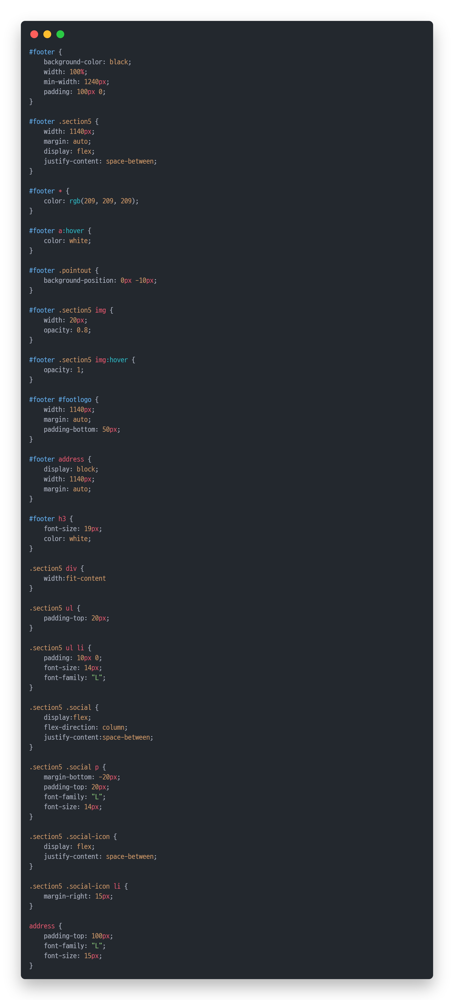 #footer {
    background-color: black;
    width: 100%;
    min-width: 1240px;
    padding: 100px 0;
}

#footer .section5 {
    width: 1140px;
    margin: auto;
    display: flex;
    justify-content: space-between;
}

#footer * {
    color: rgb(209, 209, 209);
}

#footer a:hover {
    color: white;
}

#footer .pointout {
    background-position: 0px -10px;
}

#footer .section5 img {
    width: 20px;
    opacity: 0.8;
}

#footer .section5 img:hover {
    opacity: 1;
}

#footer #footlogo {
    width: 1140px;
    margin: auto;
    padding-bottom: 50px;
}

#footer address {
    display: block;
    width: 1140px;
    margin: auto;
}

#footer h3 {
    font-size: 19px;
    color: white;
}

.section5 div {
    width:fit-content
}

.section5 ul {
    padding-top: 20px;
}

.section5 ul li {
    padding: 10px 0;
    font-size: 14px;
    font-family: "L";
}

.section5 .social {
    display:flex;
    flex-direction: column;
    justify-content:space-between;
}

.section5 .social p {
    margin-bottom: -20px;
    padding-top: 20px;
    font-family: "L";
    font-size: 14px;
}

.section5 .social-icon {
    display: flex;
    justify-content: space-between;
}

.section5 .social-icon li {
    margin-right: 15px;
}

address {
    padding-top: 100px;
    font-family: "L";
    font-size: 15px;
}